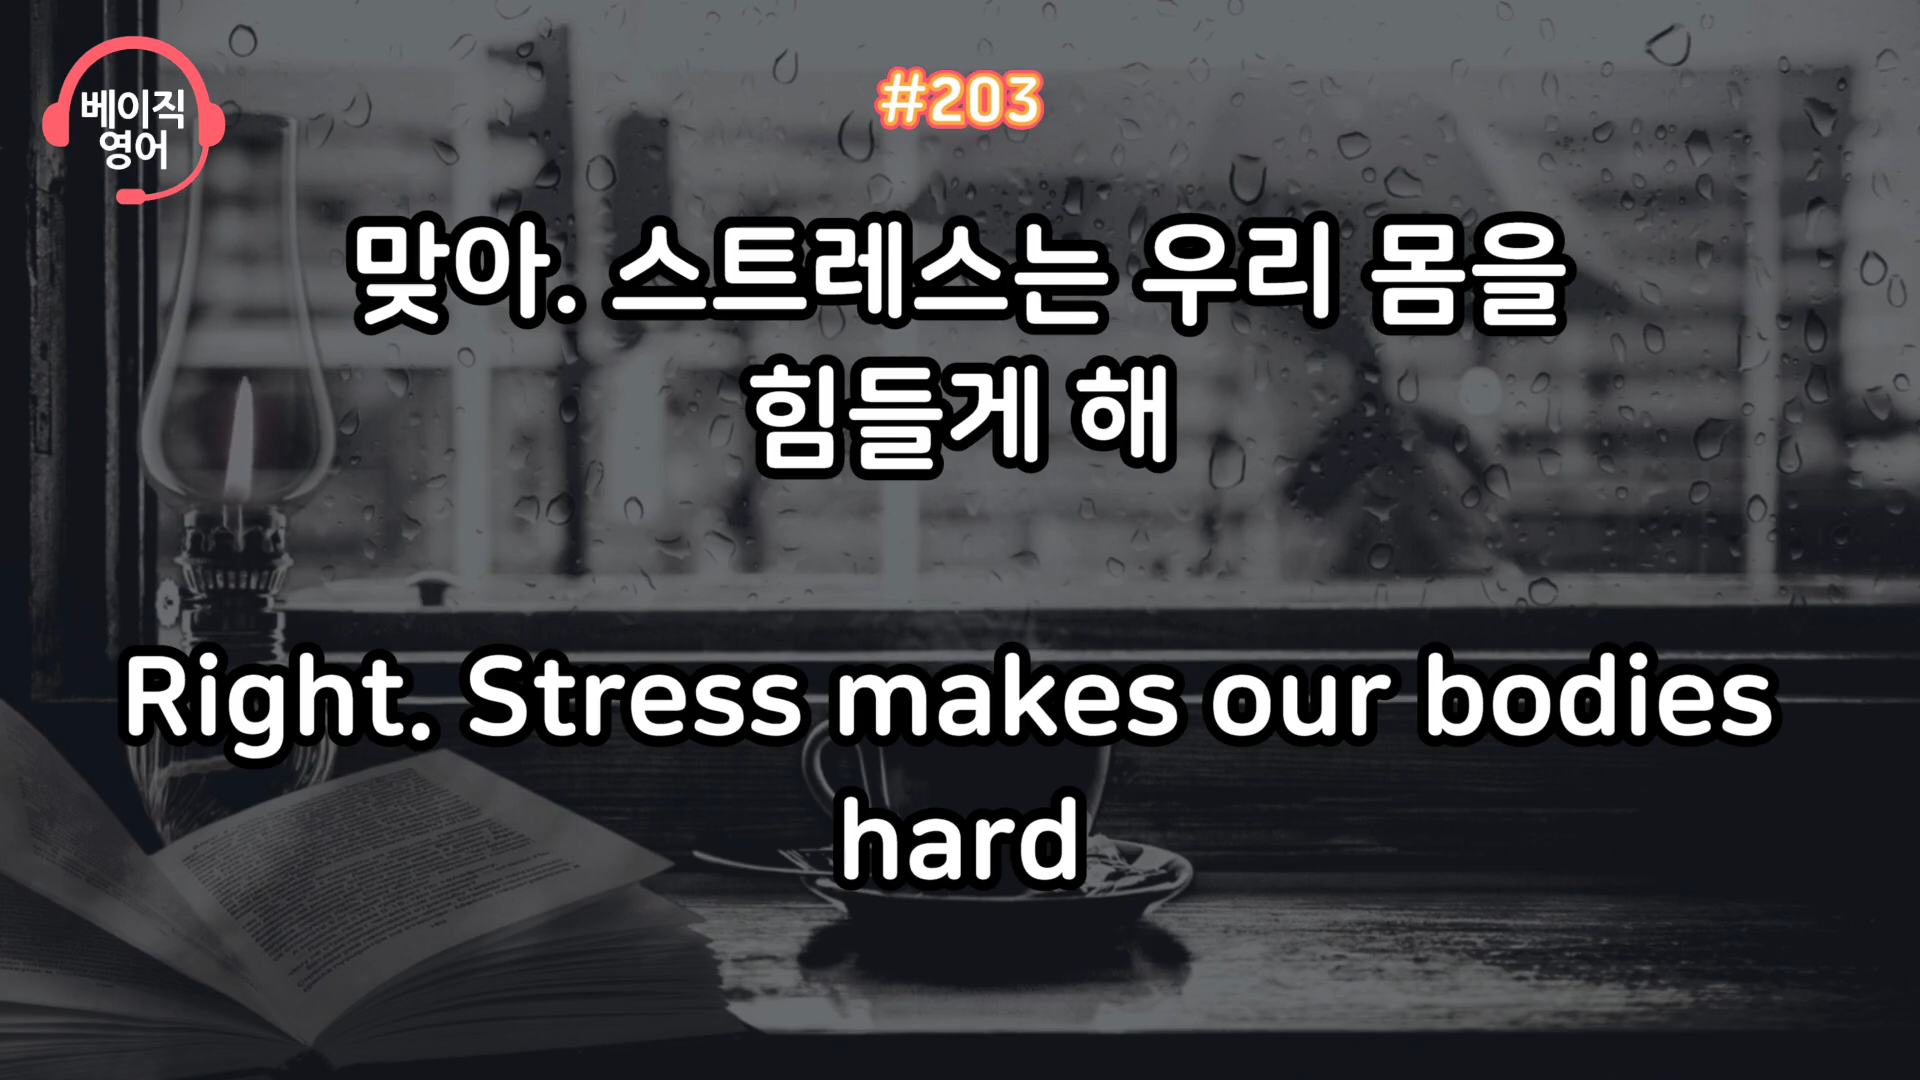 베이직
영어
#203
맞아. 스트레스는 우리 몸을
힘들게 해
Right. Stress makes our bodies
hard